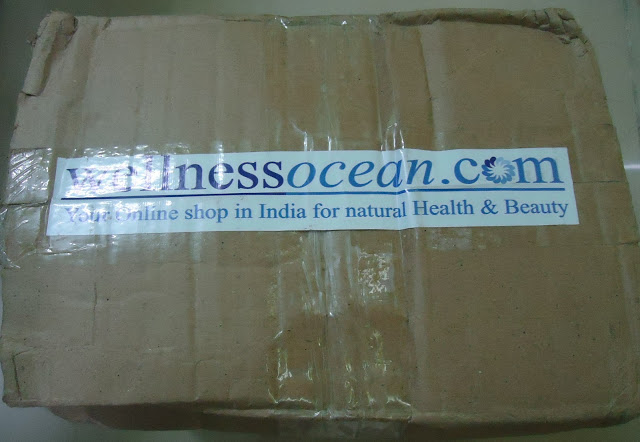 wellnessocean.com
Your Online shop in India for natural Health & Beauty